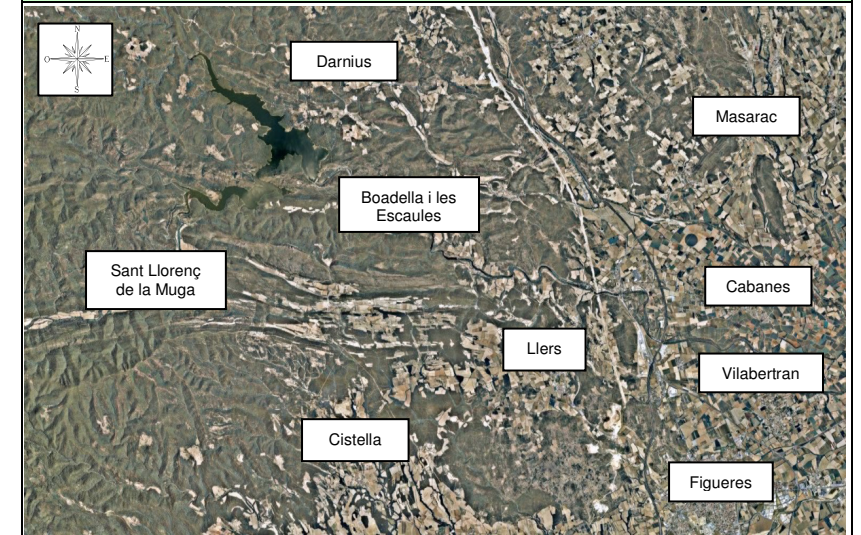 N
O
E
S
Darnius
Masarac
Boadella i les
Escaules
Sant Llorenç
de la Muga
Cabanes
Llers
Vilabertran
Cistella
Figueres